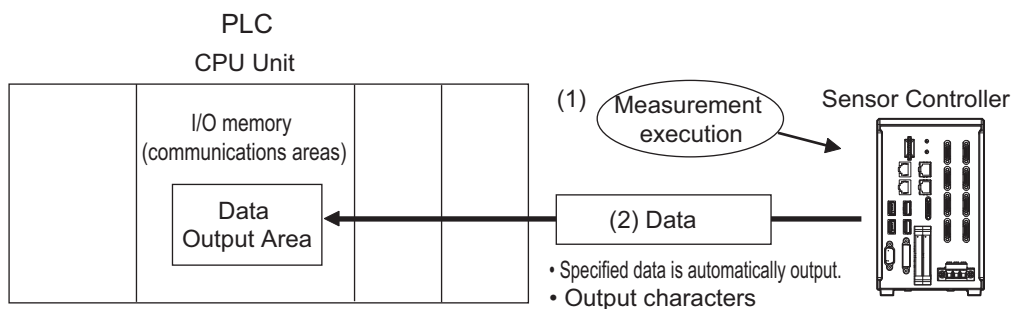 PLC
CPU Unit
I/O memory
(communications areas)
Data
Output Area
(1)
Measurement
execution
Sensor Controller
(2) Data
• Specified data is automatically output.
• Output characters